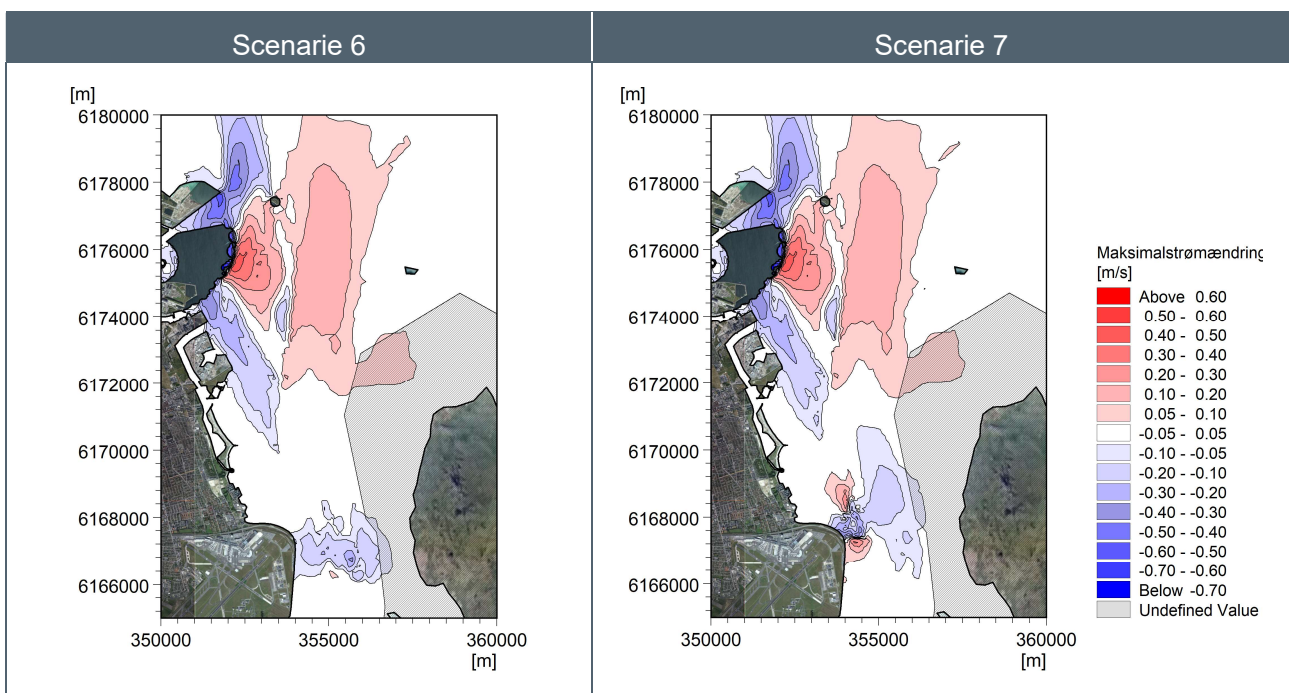 Scenarie 6
Scenarie 7
[m]
6180000
6178000
6176000
6174000
6172000
6170000
6168000
6166000
350000
355000
360000
[m]
[m]
6180000
6178000
6176000
6174000
6172000
6170000
6168000
6166000
350000
355000
360000
[m]
Maksimalstrømændring
[m/s]
Above 0.60
0.50 - 0.60
0.40 - 0.50
0.30 - 0.40
0.20 - 0.30
0.10 - 0.20
0.05 - 0.10
-0.05 - 0.05
-0.10 - -0.05
-0.20 - -0.10
-0.30 - -0.20
-0.40 - -0.30
-0.50 - -0.40
-0.60 - -0.50
-0.70 - -0.60
Below -0.70
Undefined Value